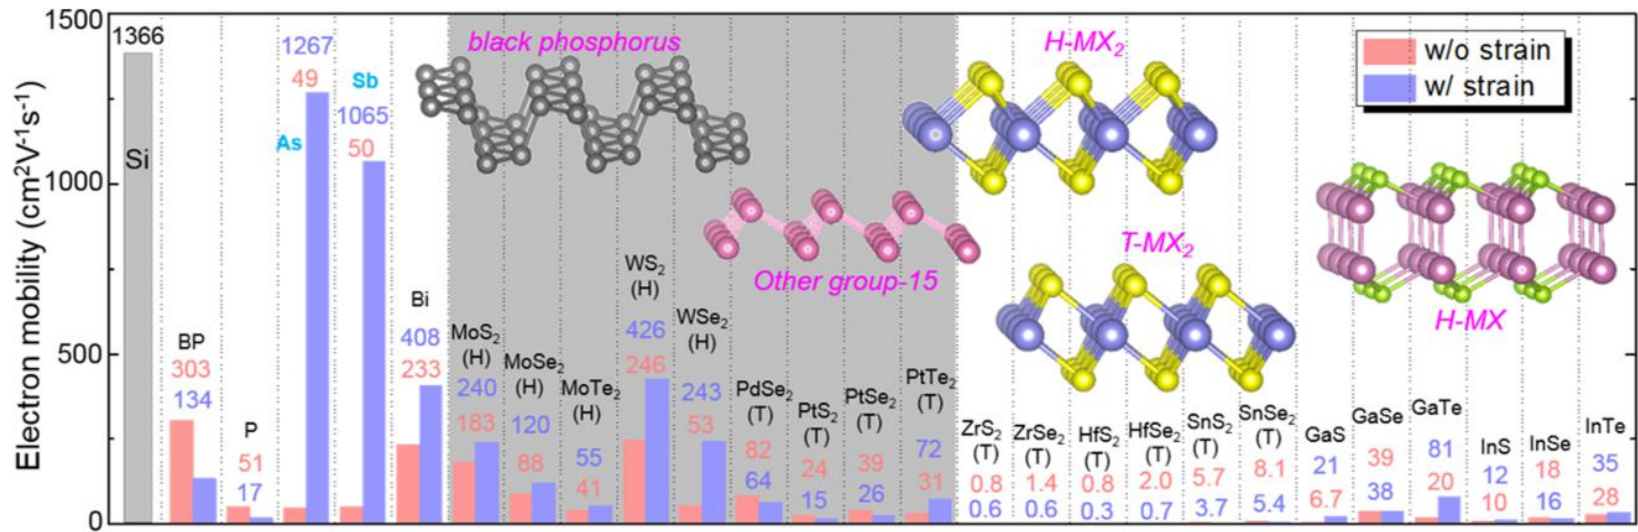 Electron mobility (cm²V⁻¹s⁻¹)
1500
1000
500
0
1366
Si
BP
303
134
P
51
17
1267
49
As
Sb
1065
50
Bi
408
233
black phosphorus
Other group-15
H-MX₂
T-MX₂
H-MX
w/o strain
w/ strain
MoS₂
(H)
240
183
MoSe₂
(H)
120
88
MoTe₂
(H)
55
41
WS₂
(H)
426
246
WSe₂
(H)
243
53
PdSe₂
(T)
82
64
PtS₂
(T)
24
15
PtSe₂
(T)
39
26
PtTe₂
(T)
72
31
ZrS₂
(T)
0.8
0.6
ZrSe₂
(T)
1.4
0.6
HfS₂
(T)
0.8
0.3
HfSe₂
(T)
2.0
0.7
SnS₂
(T)
5.7
3.7
SnSe₂
(T)
8.1
5.4
GaS
21
6.7
GaSe
39
38
GaTe
81
20
InS
12
10
InSe
18
16
InTe
35
28